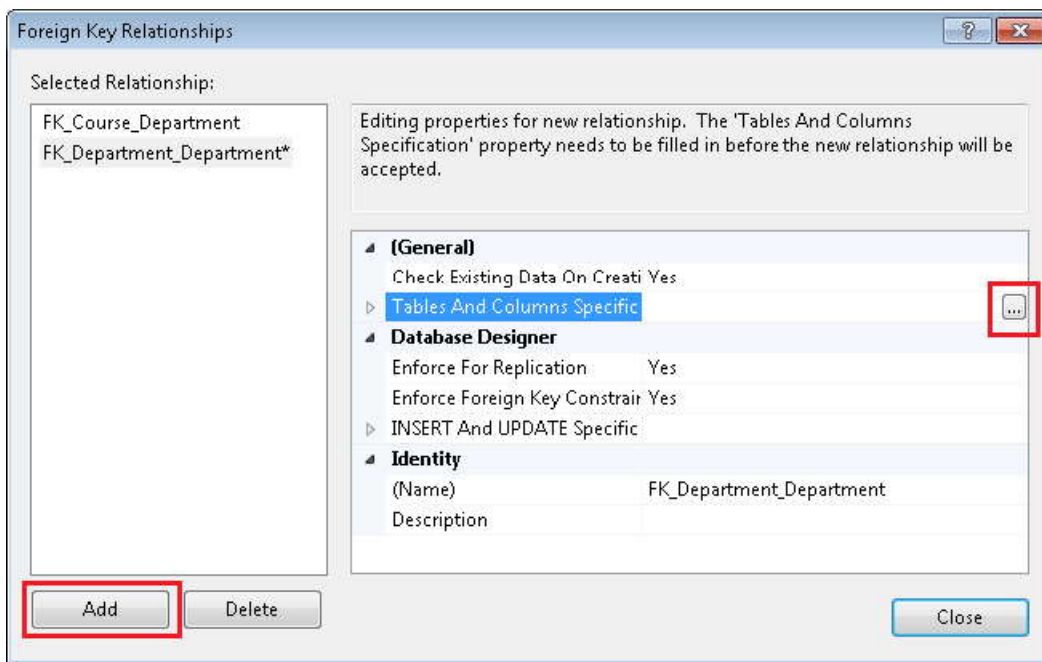 Foreign Key Relationships
?
Selected Relationship:
FK_Course_Department
FK_Department_Department*
Editing properties for new relationship. The 'Tables And Columns
Specification' property needs to be filled in before the new relationship will be
accepted.
(General)
Check Existing Data On Creati Yes
Tables And Columns Specific ...
Database Designer
Enforce For Replication Yes
Enforce Foreign Key Constrair Yes
INSERT And UPDATE Specific
Identity
(Name) FK_Department_Department
Description
Add Delete Close